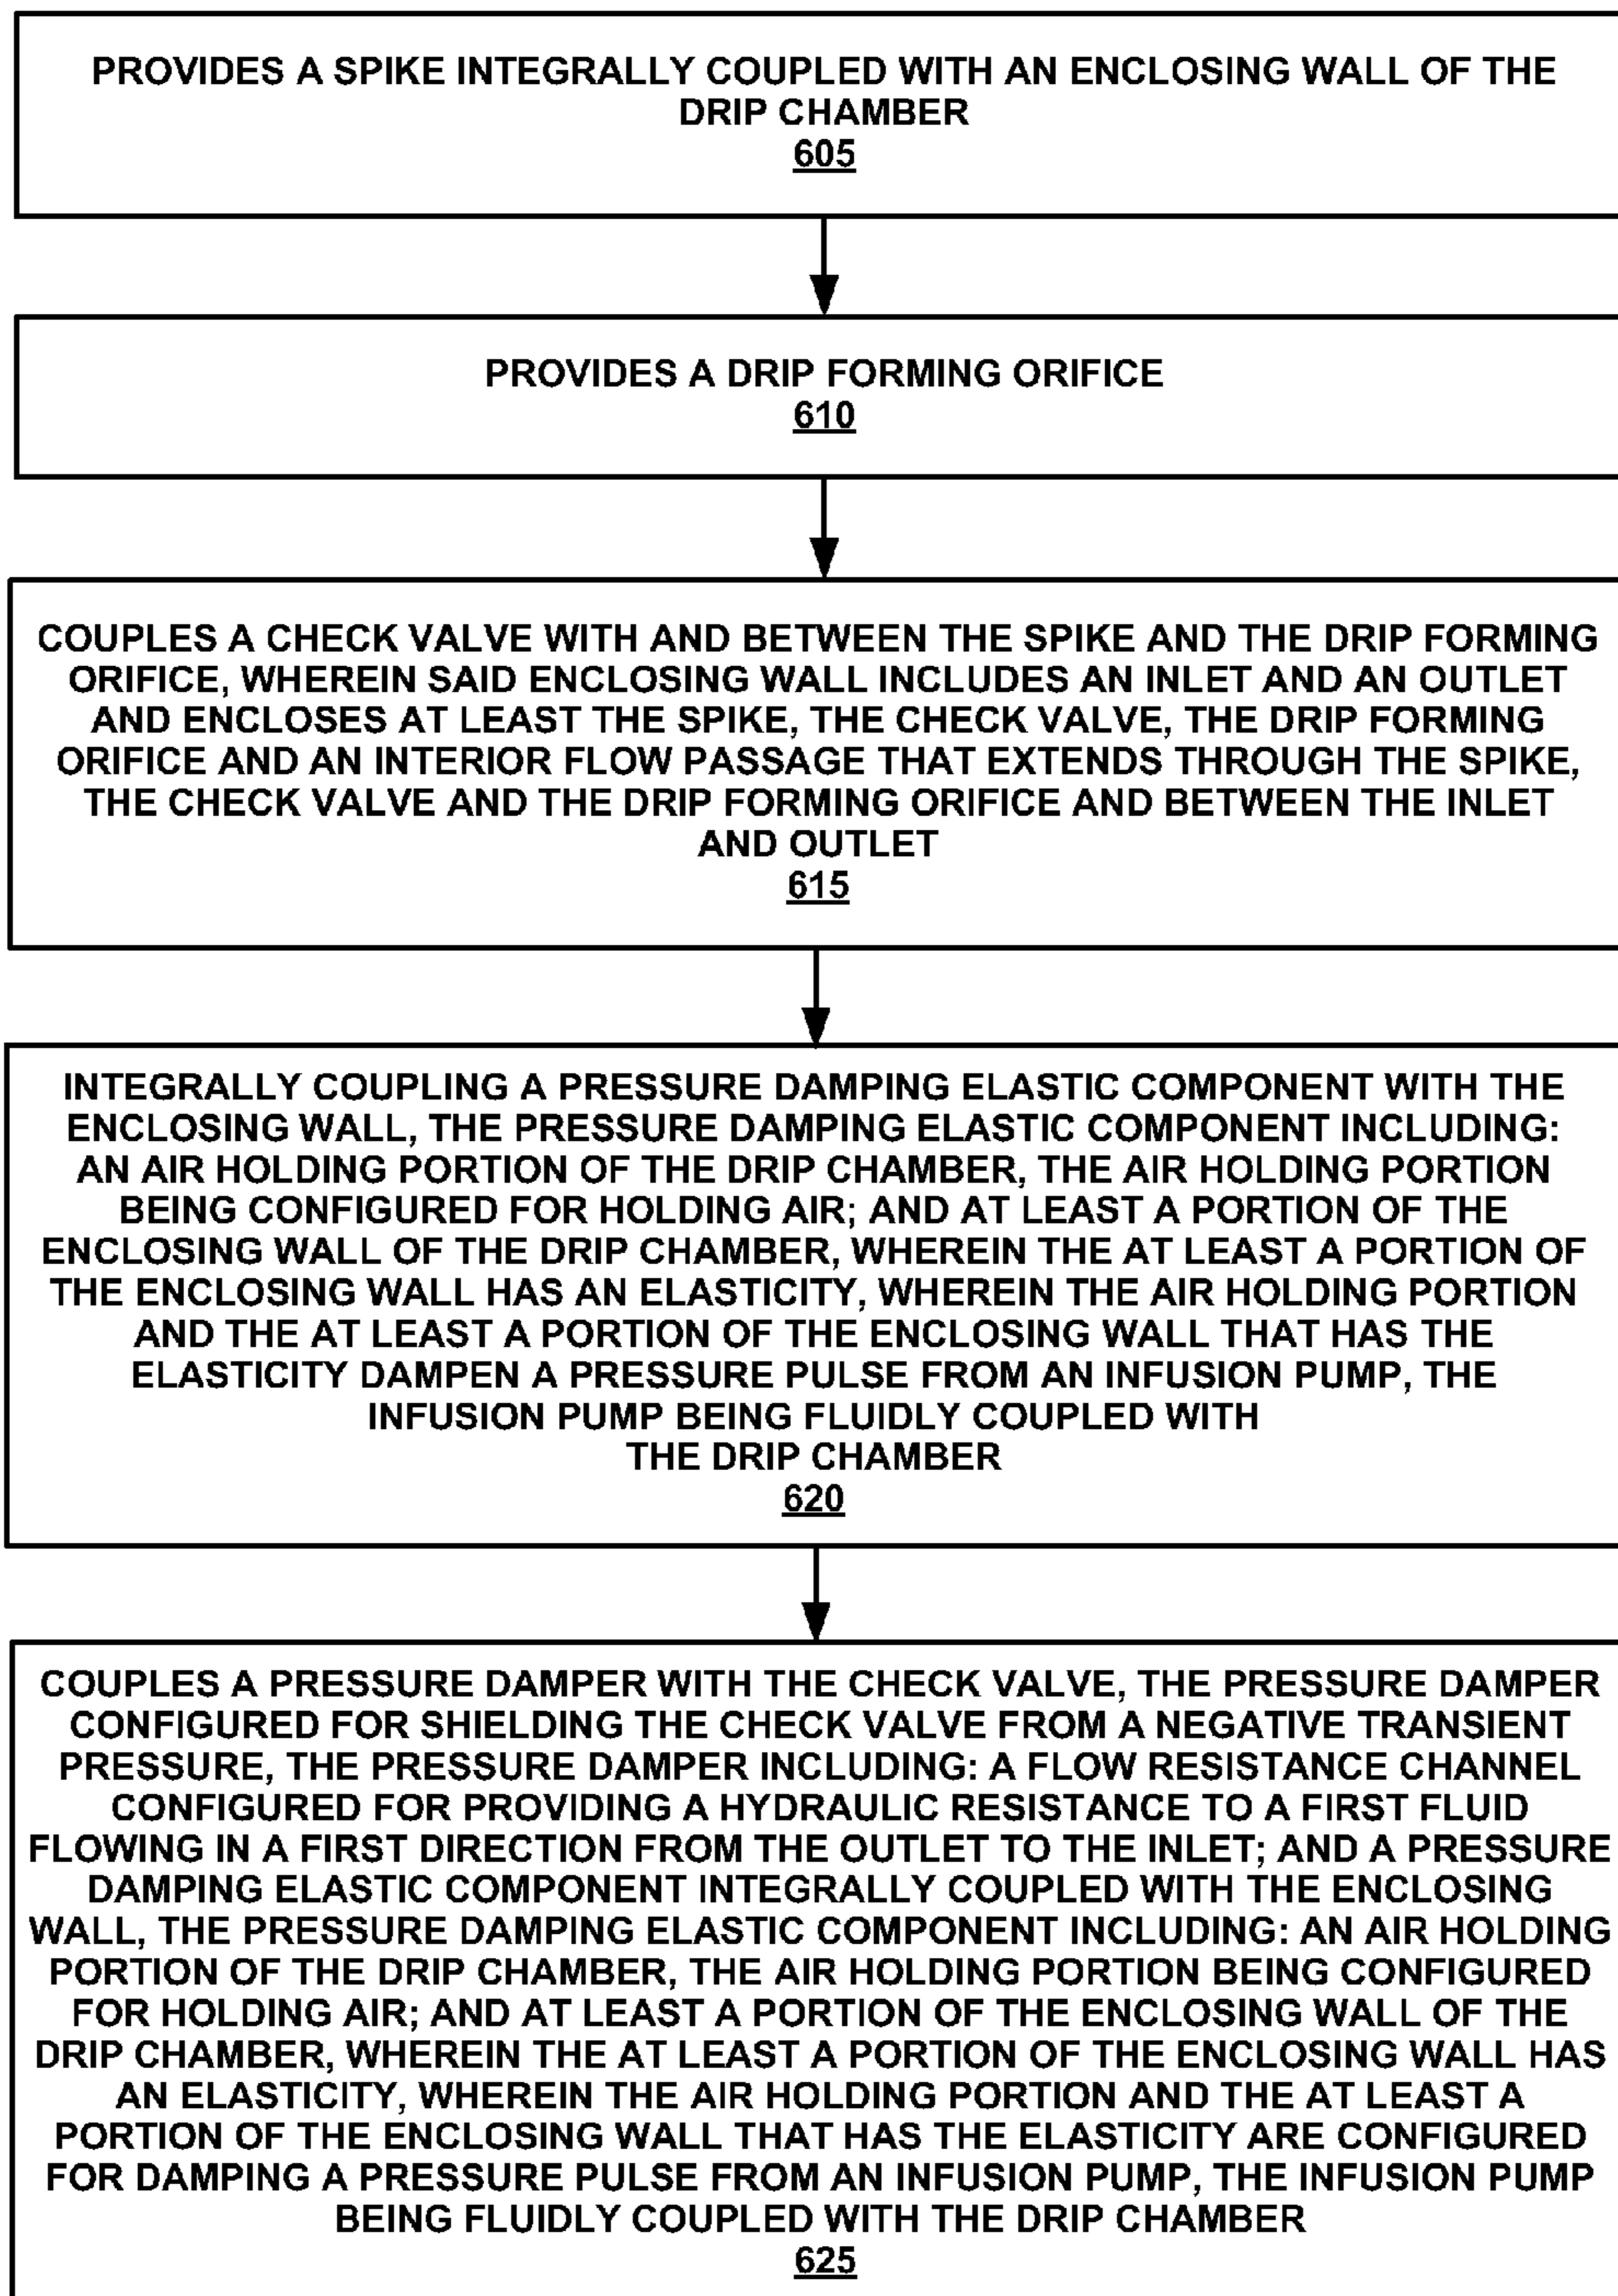 PROVIDES A SPIKE INTEGRALLY COUPLED WITH AN ENCLOSING WALL OF THE
DRIP CHAMBER
605
PROVIDES A DRIP FORMING ORIFICE
610
COUPLES A CHECK VALVE WITH AND BETWEEN THE SPIKE AND THE DRIP FORMING
ORIFICE, WHEREIN SAID ENCLOSING WALL INCLUDES AN INLET AND AN OUTLET
AND ENCLOSES AT LEAST THE SPIKE, THE CHECK VALVE, THE DRIP FORMING
ORIFICE AND AN INTERIOR FLOW PASSAGE THAT EXTENDS THROUGH THE SPIKE,
THE CHECK VALVE AND THE DRIP FORMING ORIFICE AND BETWEEN THE INLET
AND OUTLET
615
INTEGRALLY COUPLING A PRESSURE DAMPING ELASTIC COMPONENT WITH THE
ENCLOSING WALL, THE PRESSURE DAMPING ELASTIC COMPONENT INCLUDING:
AN AIR HOLDING PORTION OF THE DRIP CHAMBER, THE AIR HOLDING PORTION
BEING CONFIGURED FOR HOLDING AIR; AND AT LEAST A PORTION OF THE
ENCLOSING WALL OF THE DRIP CHAMBER, WHEREIN THE AT LEAST A PORTION OF
THE ENCLOSING WALL HAS AN ELASTICITY, WHEREIN THE AIR HOLDING PORTION
AND THE AT LEAST A PORTION OF THE ENCLOSING WALL THAT HAS THE
ELASTICITY DAMPEN A PRESSURE PULSE FROM AN INFUSION PUMP, THE
INFUSION PUMP BEING FLUIDLY COUPLED WITH
THE DRIP CHAMBER
620
COUPLES A PRESSURE DAMPER WITH THE CHECK VALVE, THE PRESSURE DAMPER
CONFIGURED FOR SHIELDING THE CHECK VALVE FROM A NEGATIVE TRANSIENT
PRESSURE, THE PRESSURE DAMPER INCLUDING: A FLOW RESISTANCE CHANNEL
CONFIGURED FOR PROVIDING A HYDRAULIC RESISTANCE TO A FIRST FLUID
FLOWING IN A FIRST DIRECTION FROM THE OUTLET TO THE INLET; AND A PRESSURE
DAMPING ELASTIC COMPONENT INTEGRALLY COUPLED WITH THE ENCLOSING
WALL, THE PRESSURE DAMPING ELASTIC COMPONENT INCLUDING: AN AIR HOLDING
PORTION OF THE DRIP CHAMBER, THE AIR HOLDING PORTION BEING CONFIGURED
FOR HOLDING AIR; AND AT LEAST A PORTION OF THE ENCLOSING WALL OF THE
DRIP CHAMBER, WHEREIN THE AT LEAST A PORTION OF THE ENCLOSING WALL HAS
AN ELASTICITY, WHEREIN THE AIR HOLDING PORTION AND THE AT LEAST A
PORTION OF THE ENCLOSING WALL THAT HAS THE ELASTICITY ARE CONFIGURED
FOR DAMPING A PRESSURE PULSE FROM AN INFUSION PUMP, THE INFUSION PUMP
BEING FLUIDLY COUPLED WITH THE DRIP CHAMBER
625